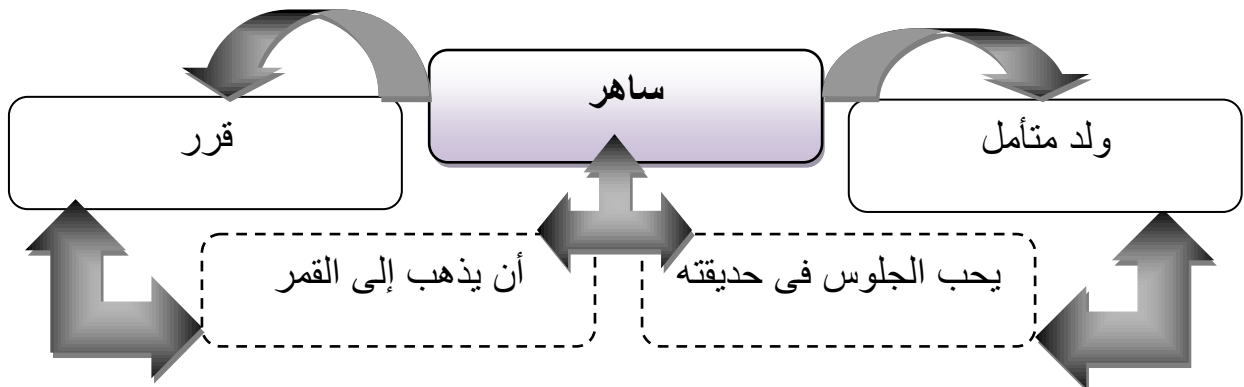 ساهر
ولد متأمل
قرر
يحب الجلوس فى حديقته
أن يذهب إلى القمر